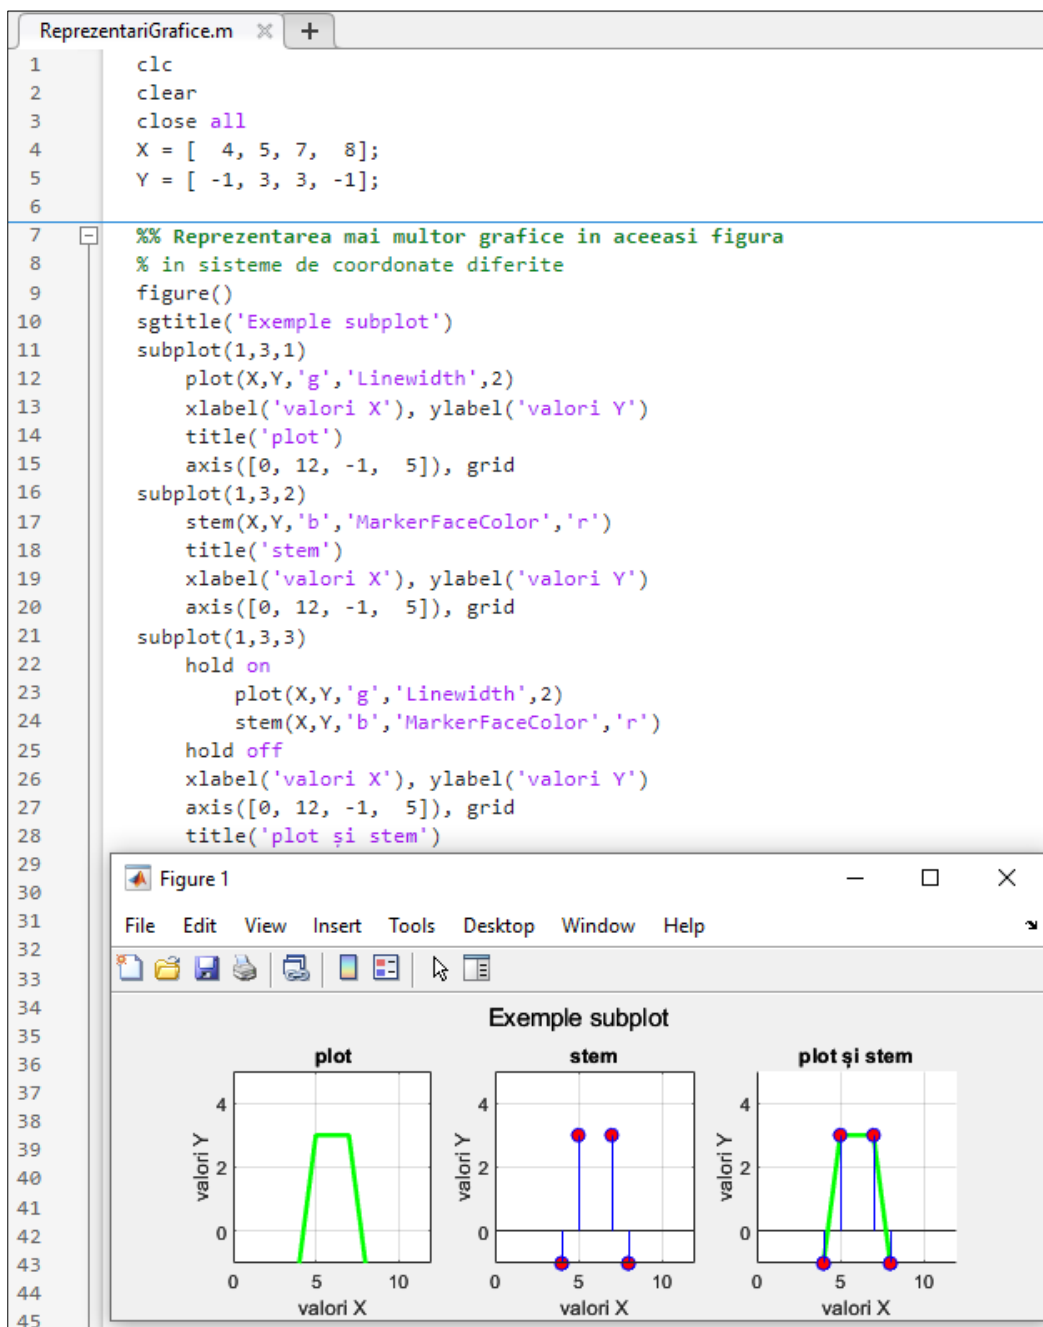 ReprezentariGrafice.m
1 clc
2 clear
3 close all
4 X = [  4, 5, 7,  8];
5 Y = [ -1, 3, 3, -1];
6
7 %% Reprezentarea mai multor grafice in aceeasi figura
8 % in sisteme de coordonate diferite
9 figure()
10 sgtitle('Exemple subplot')
11 subplot(1,3,1)
12     plot(X,Y,'g','Linewidth',2)
13     xlabel('valori X'), ylabel('valori Y')
14     title('plot')
15     axis([0, 12, -1,  5]), grid
16 subplot(1,3,2)
17     stem(X,Y,'b','MarkerFaceColor','r')
18     title('stem')
19     xlabel('valori X'), ylabel('valori Y')
20     axis([0, 12, -1,  5]), grid
21 subplot(1,3,3)
22     hold on
23         plot(X,Y,'g','Linewidth',2)
24         stem(X,Y,'b','MarkerFaceColor','r')
25     hold off
26     xlabel('valori X'), ylabel('valori Y')
27     axis([0, 12, -1,  5]), grid
28     title('plot și stem')
29
30
31
32
33
34
35
36
37
38
39
40
41
42
43
44
45
Figure 1
File Edit View Insert Tools Desktop Window Help
Exemple subplot
plot
valori Y
4
2
0
0 5 10
valori X
stem
valori Y
4
2
0
0 5 10
valori X
plot și stem
valori Y
4
2
0
0 5 10
valori X